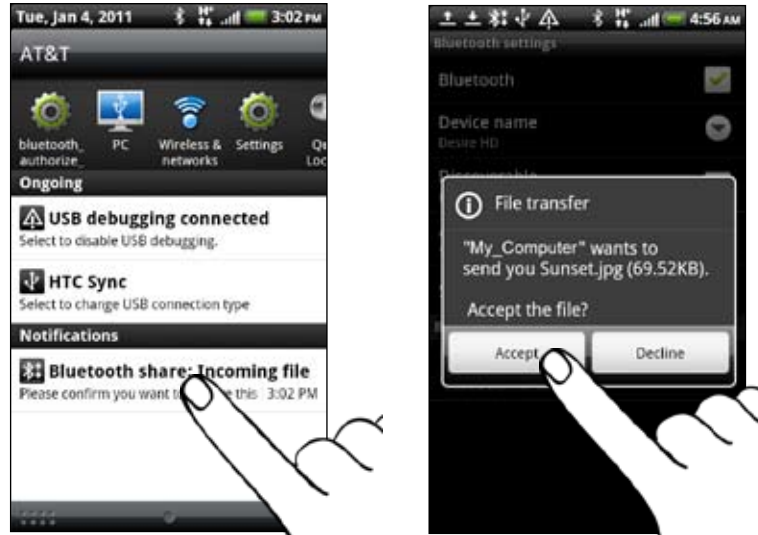 Tue, Jan 4, 2011
3:02 PM
AT&T
bluetooth_
authorize_
PC
Wireless &
networks
Settings
Ongoing
USB debugging connected
Select to disable USB debugging.
HTC Sync
Select to change USB connection type
Notifications
Bluetooth share: Incoming file
Please confirm you want this 3:02 PM
4:56 AM
Bluetooth settings
Bluetooth
Device name
Desire HD
Discoverable
File transfer
"My_Computer" wants to
send you Sunset.jpg (69.52KB).
Accept the file?
Accept
Decline